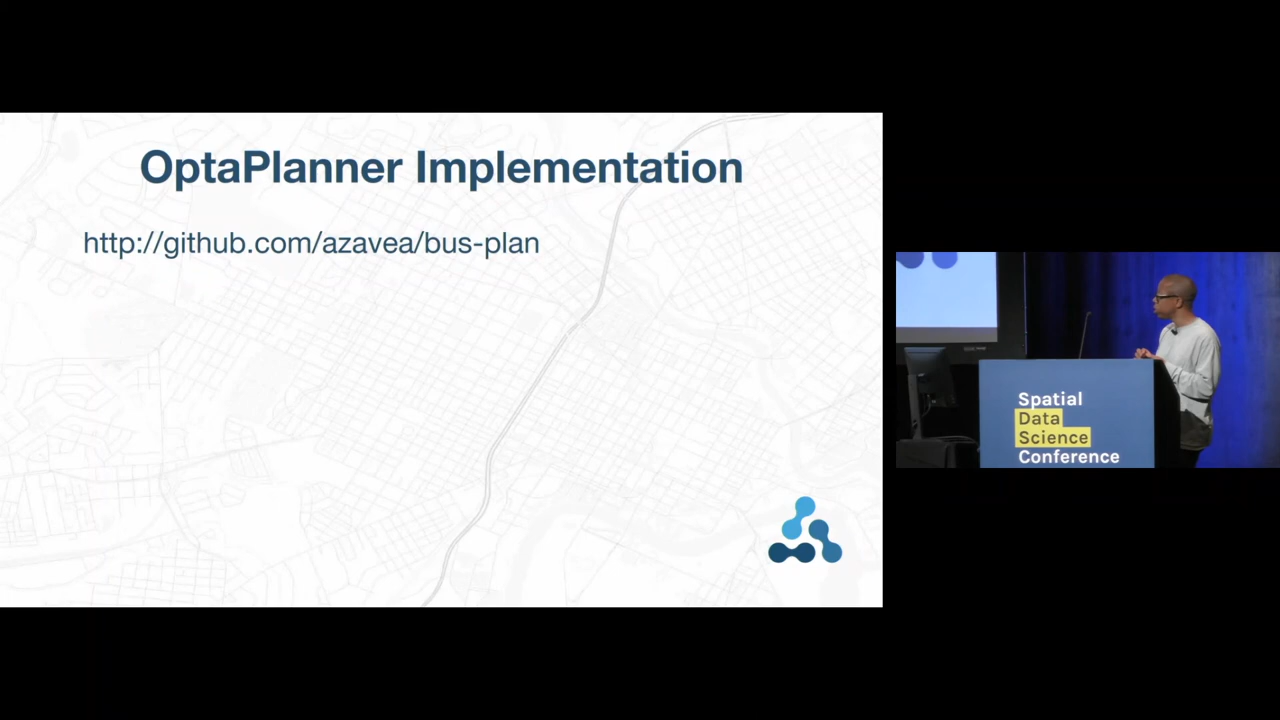 OptaPlanner Implementation
http://github.com/azavea/bus-plan
Spatial
Data
Science
Conference